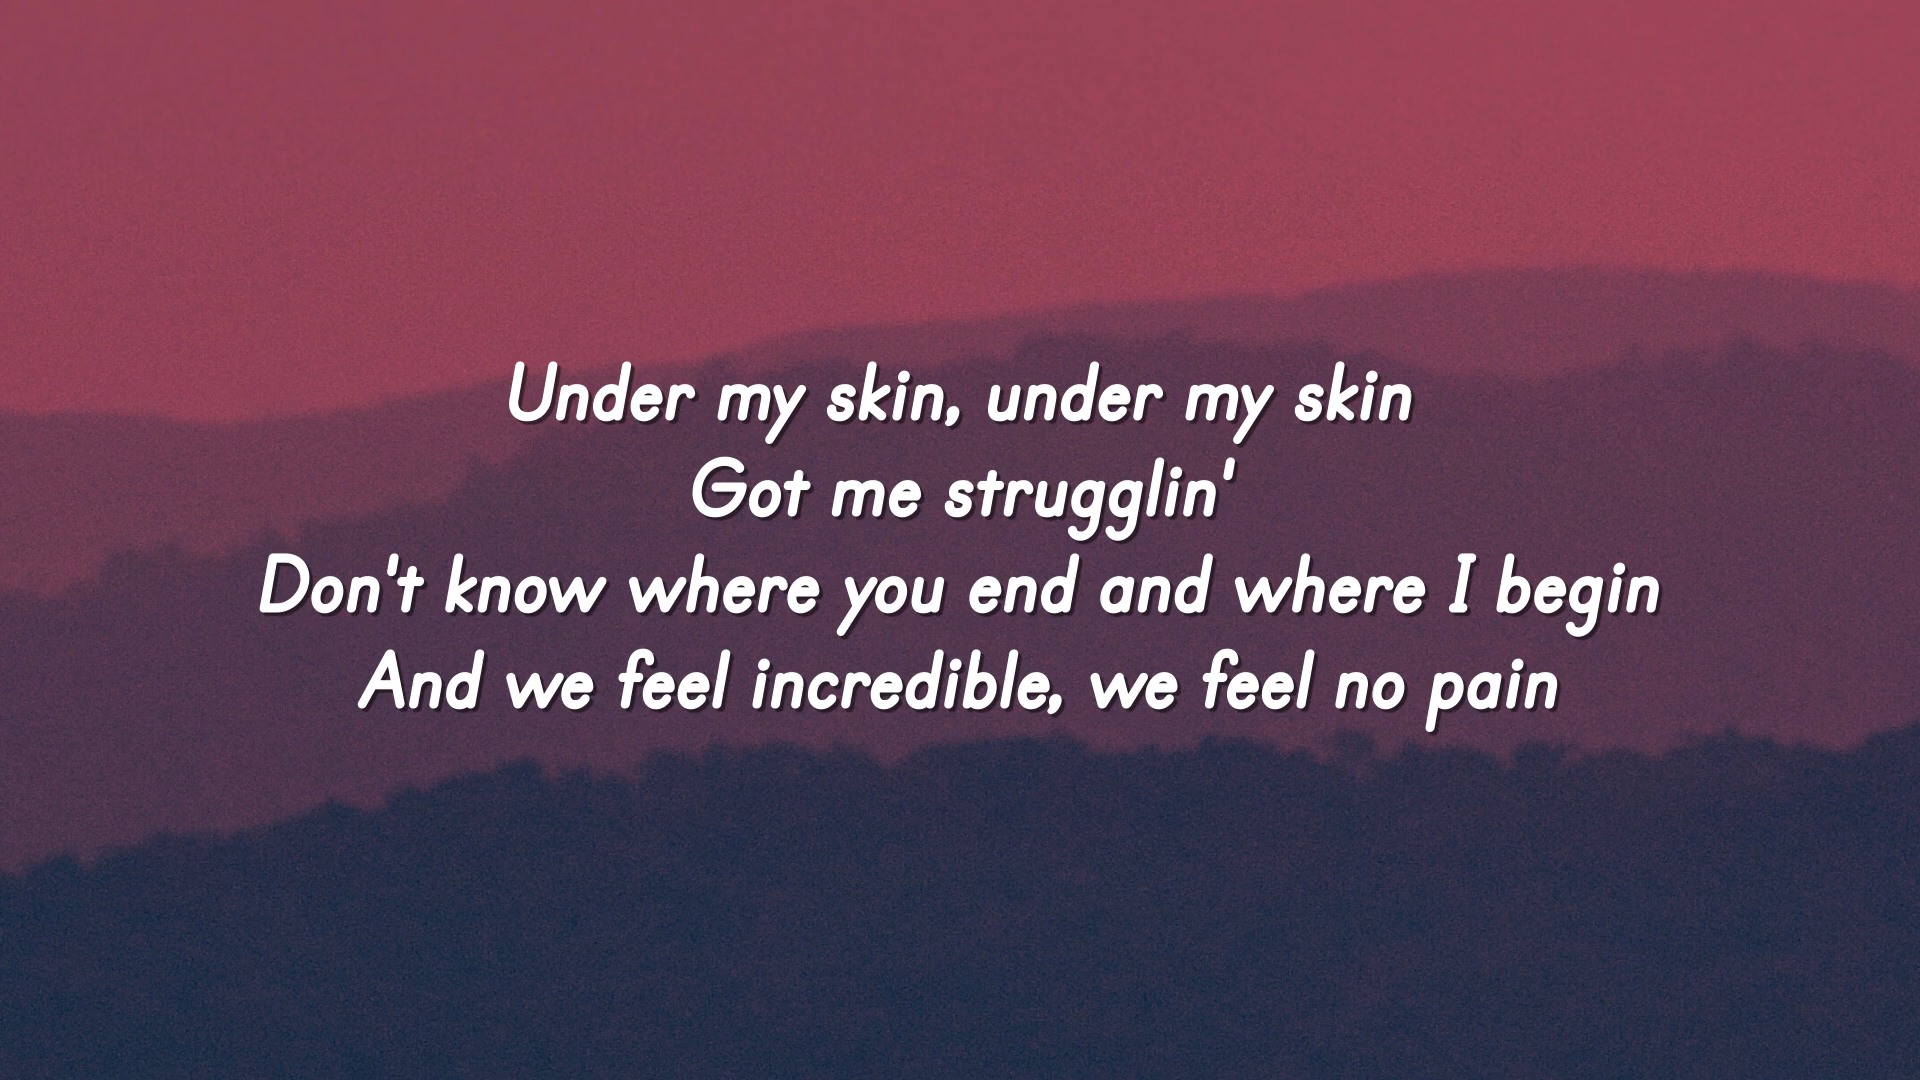 Under my skin, under my skin
Got me strugglin'
Don't know where you end and where I begin
And we feel incredible, we feel no pain